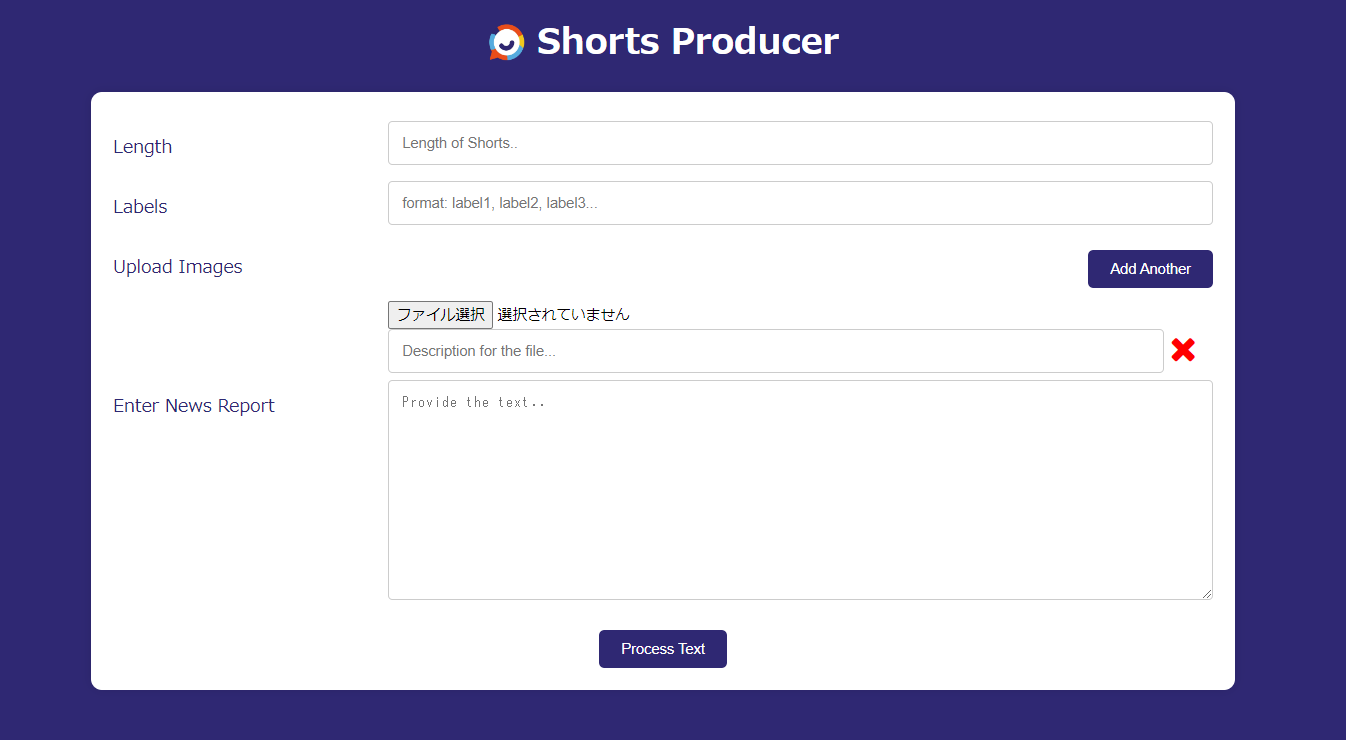 Shorts Producer
Length
Length of Shorts..
Labels
format: label1, label2, label3...
Upload Images
Add Another
ファイル選択 選択されていません
Description for the file...
Enter News Report
Provide the text..
Process Text